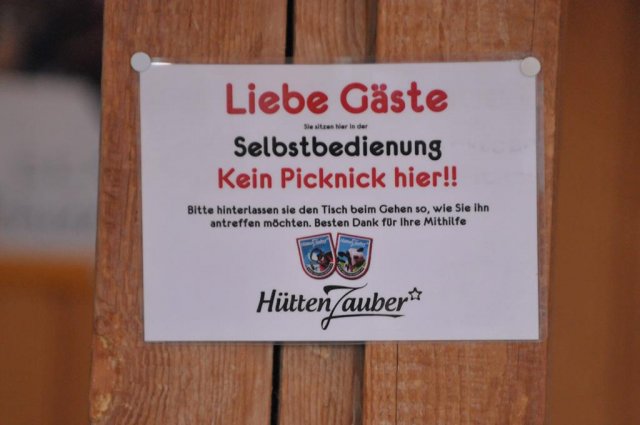 Liebe Gäste
Sie sitzen hier in der
Selbstbedienung
Kein Picknick hier!!
Bitte hinterlassen sie den Tisch beim Gehen so, wie Sie ihn
antreffen möchten. Besten Dank für Ihre Mithilfe
HüttenZauber